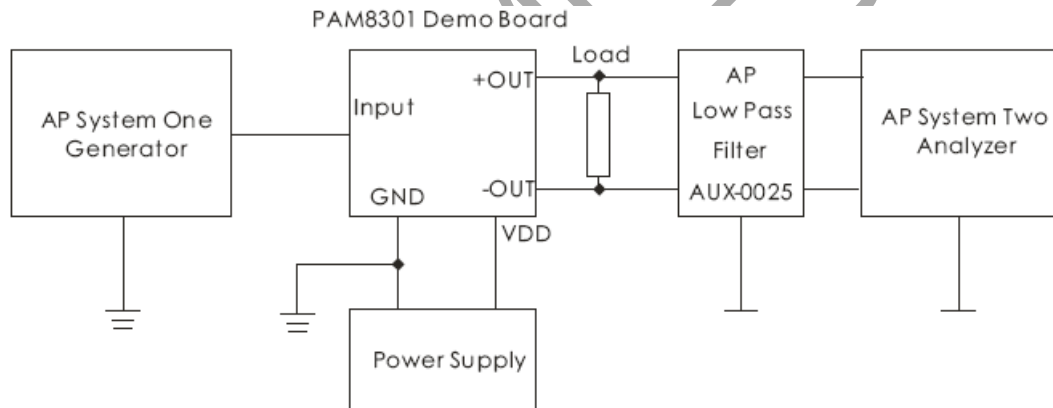 PAM8301 Demo Board
AP System One
Generator
Input
+OUT
-OUT
GND
VDD
Load
AP
Low Pass
Filter
AUX-0025
AP System Two
Analyzer
Power Supply